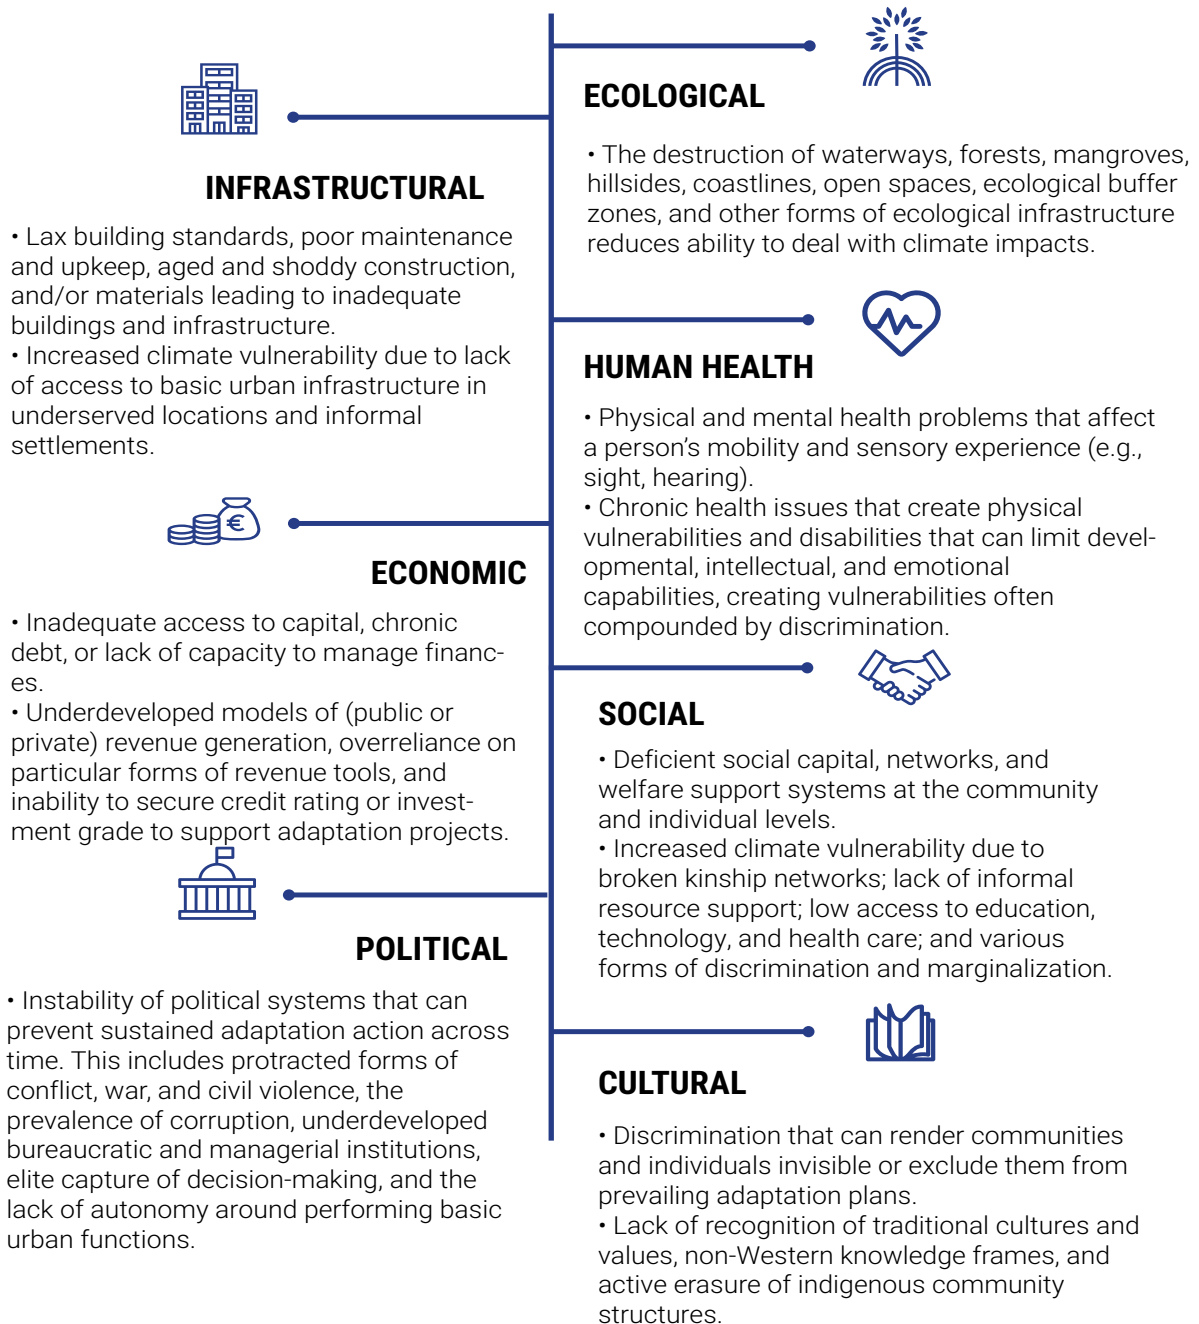 ECOLOGICAL
• The destruction of waterways, forests, mangroves,
hillsides, coastlines, open spaces, ecological buffer
zones, and other forms of ecological infrastructure
reduces ability to deal with climate impacts.
INFRASTRUCTURAL
• Lax building standards, poor maintenance
and upkeep, aged and shoddy construction,
and/or materials leading to inadequate
buildings and infrastructure.
• Increased climate vulnerability due to lack
of access to basic urban infrastructure in
underserved locations and informal
settlements.
HUMAN HEALTH
• Physical and mental health problems that affect
a person's mobility and sensory experience (e.g.,
sight, hearing).
• Chronic health issues that create physical
vulnerabilities and disabilities that can limit devel-
opmental, intellectual, and emotional
capabilities, creating vulnerabilities often
compounded by discrimination.
€
ECONOMIC
• Inadequate access to capital, chronic
debt, or lack of capacity to manage financ-
es.
• Underdeveloped models of (public or
private) revenue generation, overreliance on
particular forms of revenue tools, and
inability to secure credit rating or invest-
ment grade to support adaptation projects.
SOCIAL
• Deficient social capital, networks, and
welfare support systems at the community
and individual levels.
• Increased climate vulnerability due to
broken kinship networks; lack of informal
resource support; low access to education,
technology, and health care; and various
forms of discrimination and marginalization.
POLITICAL
• Instability of political systems that can
prevent sustained adaptation action across
time. This includes protracted forms of
conflict, war, and civil violence, the
prevalence of corruption, underdeveloped
bureaucratic and managerial institutions,
elite capture of decision-making, and the
lack of autonomy around performing basic
urban functions.
CULTURAL
• Discrimination that can render communities
and individuals invisible or exclude them from
prevailing adaptation plans.
• Lack of recognition of traditional cultures and
values, non-Western knowledge frames, and
active erasure of indigenous community
structures.